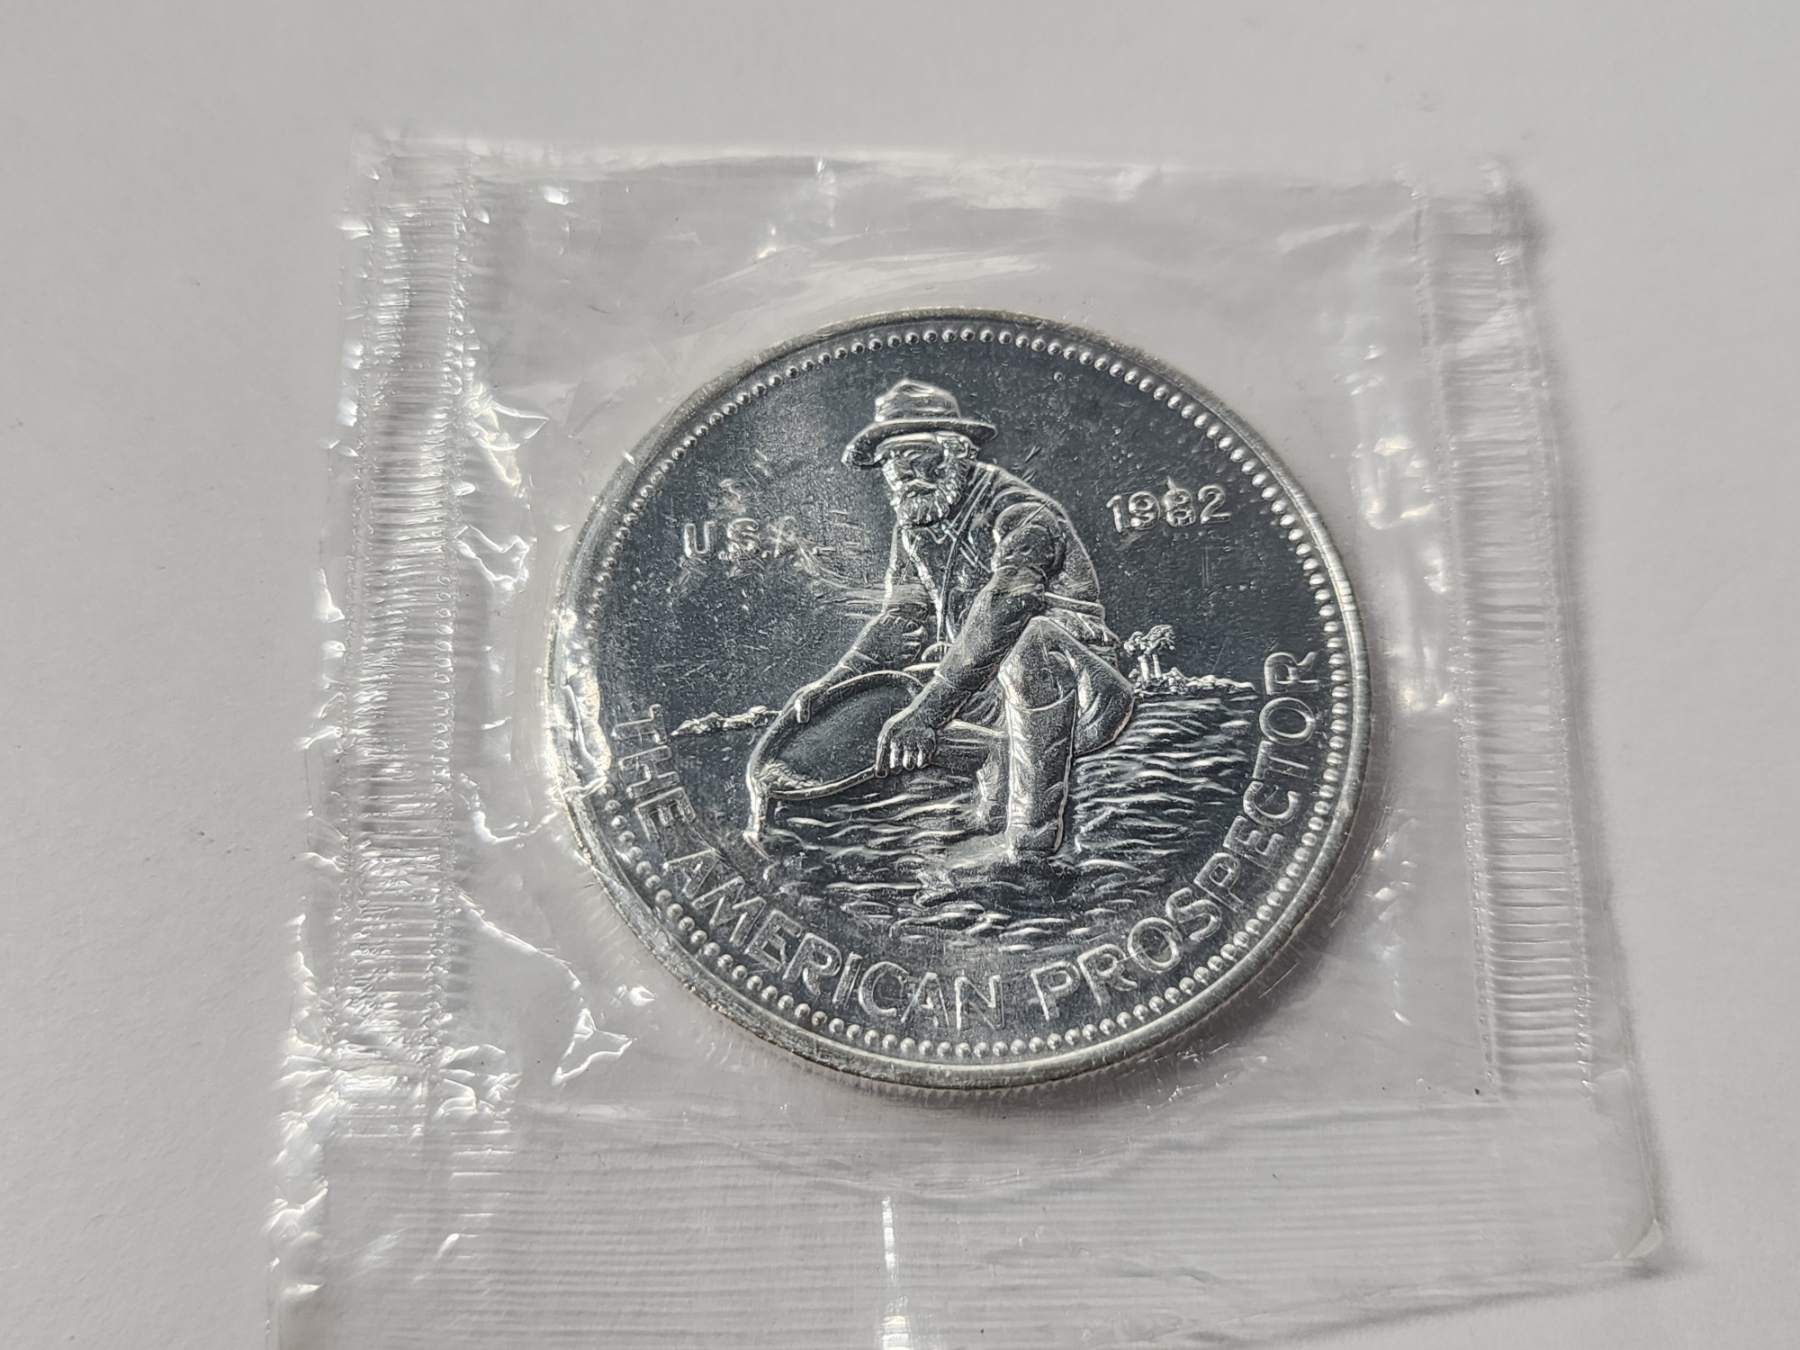 U.S.A.
1982
THE AMERICAN PROSPECTOR